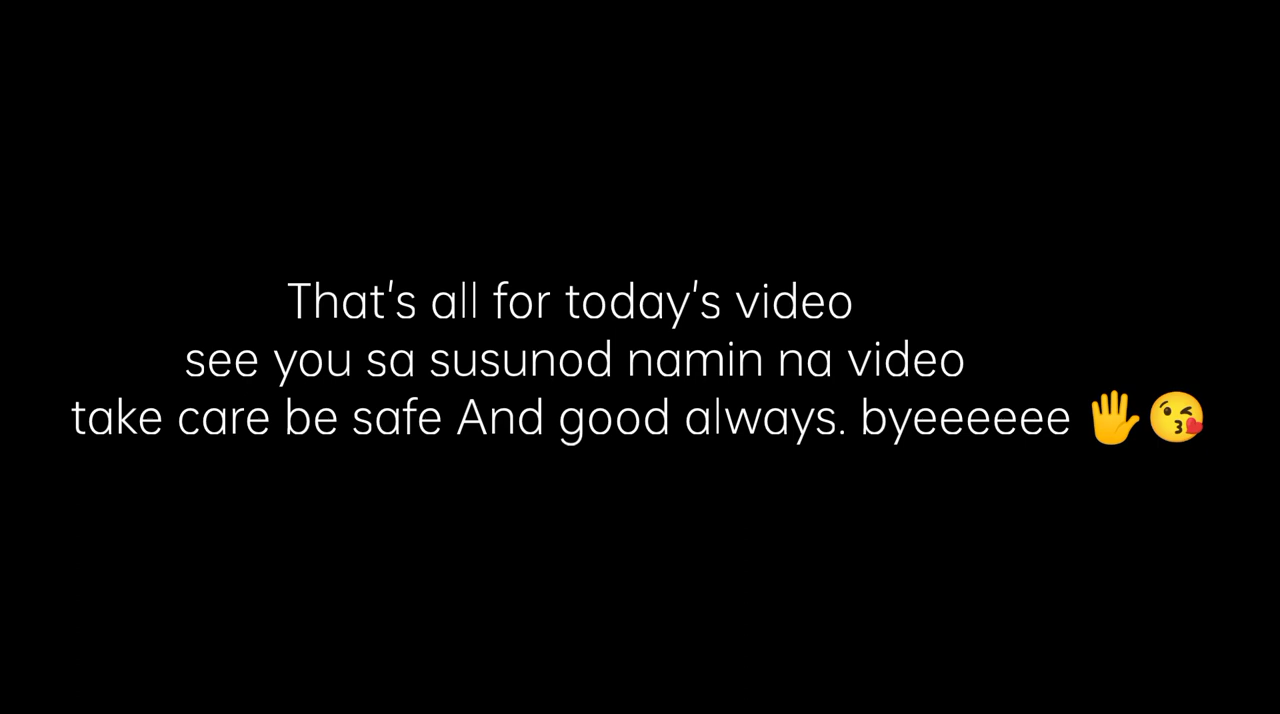 That's all for today's video
see you sa susunod namin na video
take care be safe And good always. byeeeeee 🖐😘